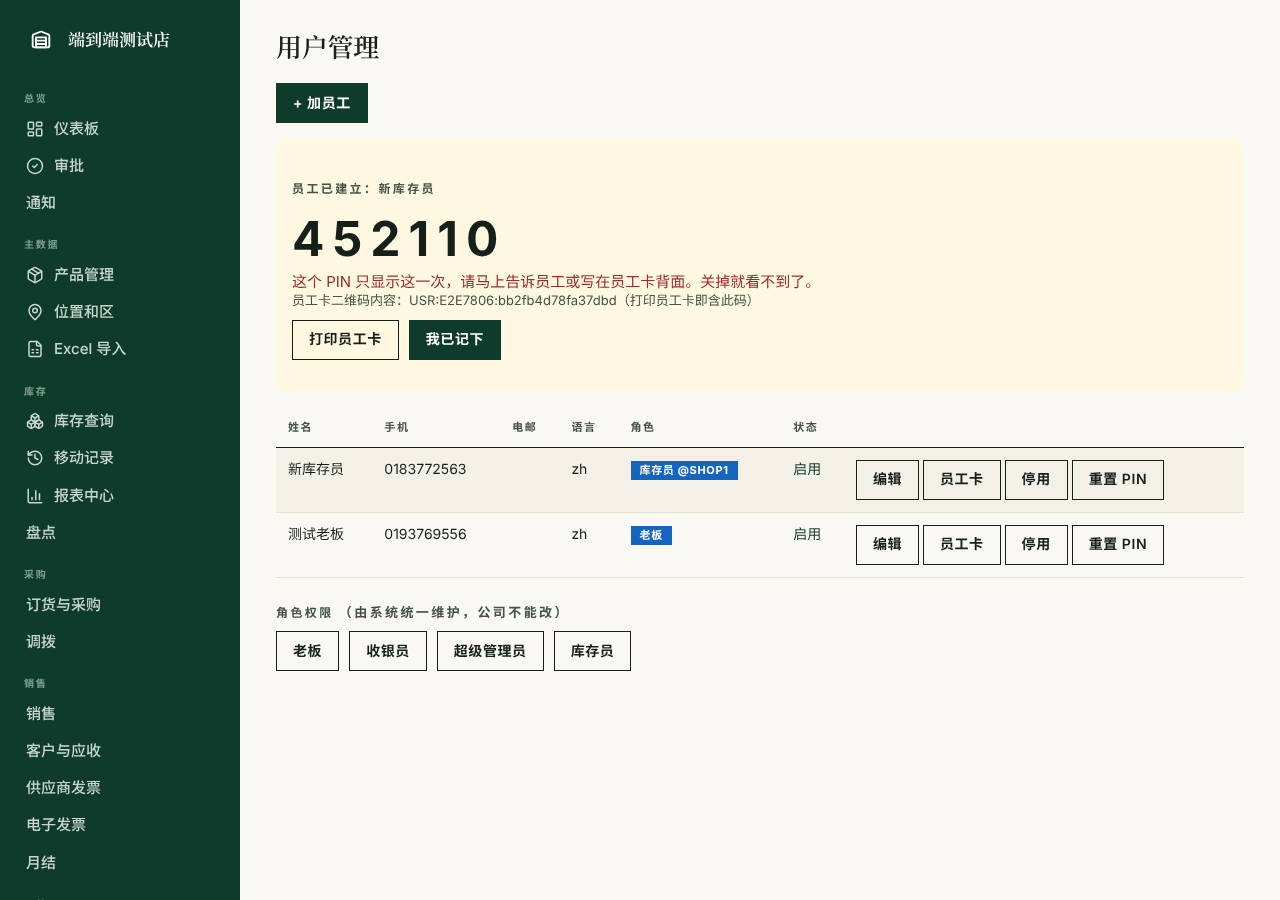 端到端测试店
总览
仪表板
审批
通知
主数据
产品管理
位置和区
Excel 导入
库存
库存查询
移动记录
报表中心
盘点
采购
订货与采购
调拨
销售
销售
客户与应收
供应商发票
电子发票
月结
用户管理
+ 加员工
员工已建立：新库存员
452110
这个 PIN 只显示这一次，请马上告诉员工或写在员工卡背面。关掉就看不到了。
员工卡二维码内容：USR:E2E7806:bb2fb4d78fa37dbd（打印员工卡即含此码）
打印员工卡 我已记下
姓名 手机 电邮 语言 角色 状态
新库存员 0183772563 zh 库存员 @SHOP1 启用 编辑 员工卡 停用 重置 PIN
测试老板 0193769556 zh 老板 启用 编辑 员工卡 停用 重置 PIN
角色权限 （由系统统一维护，公司不能改）
老板 收银员 超级管理员 库存员